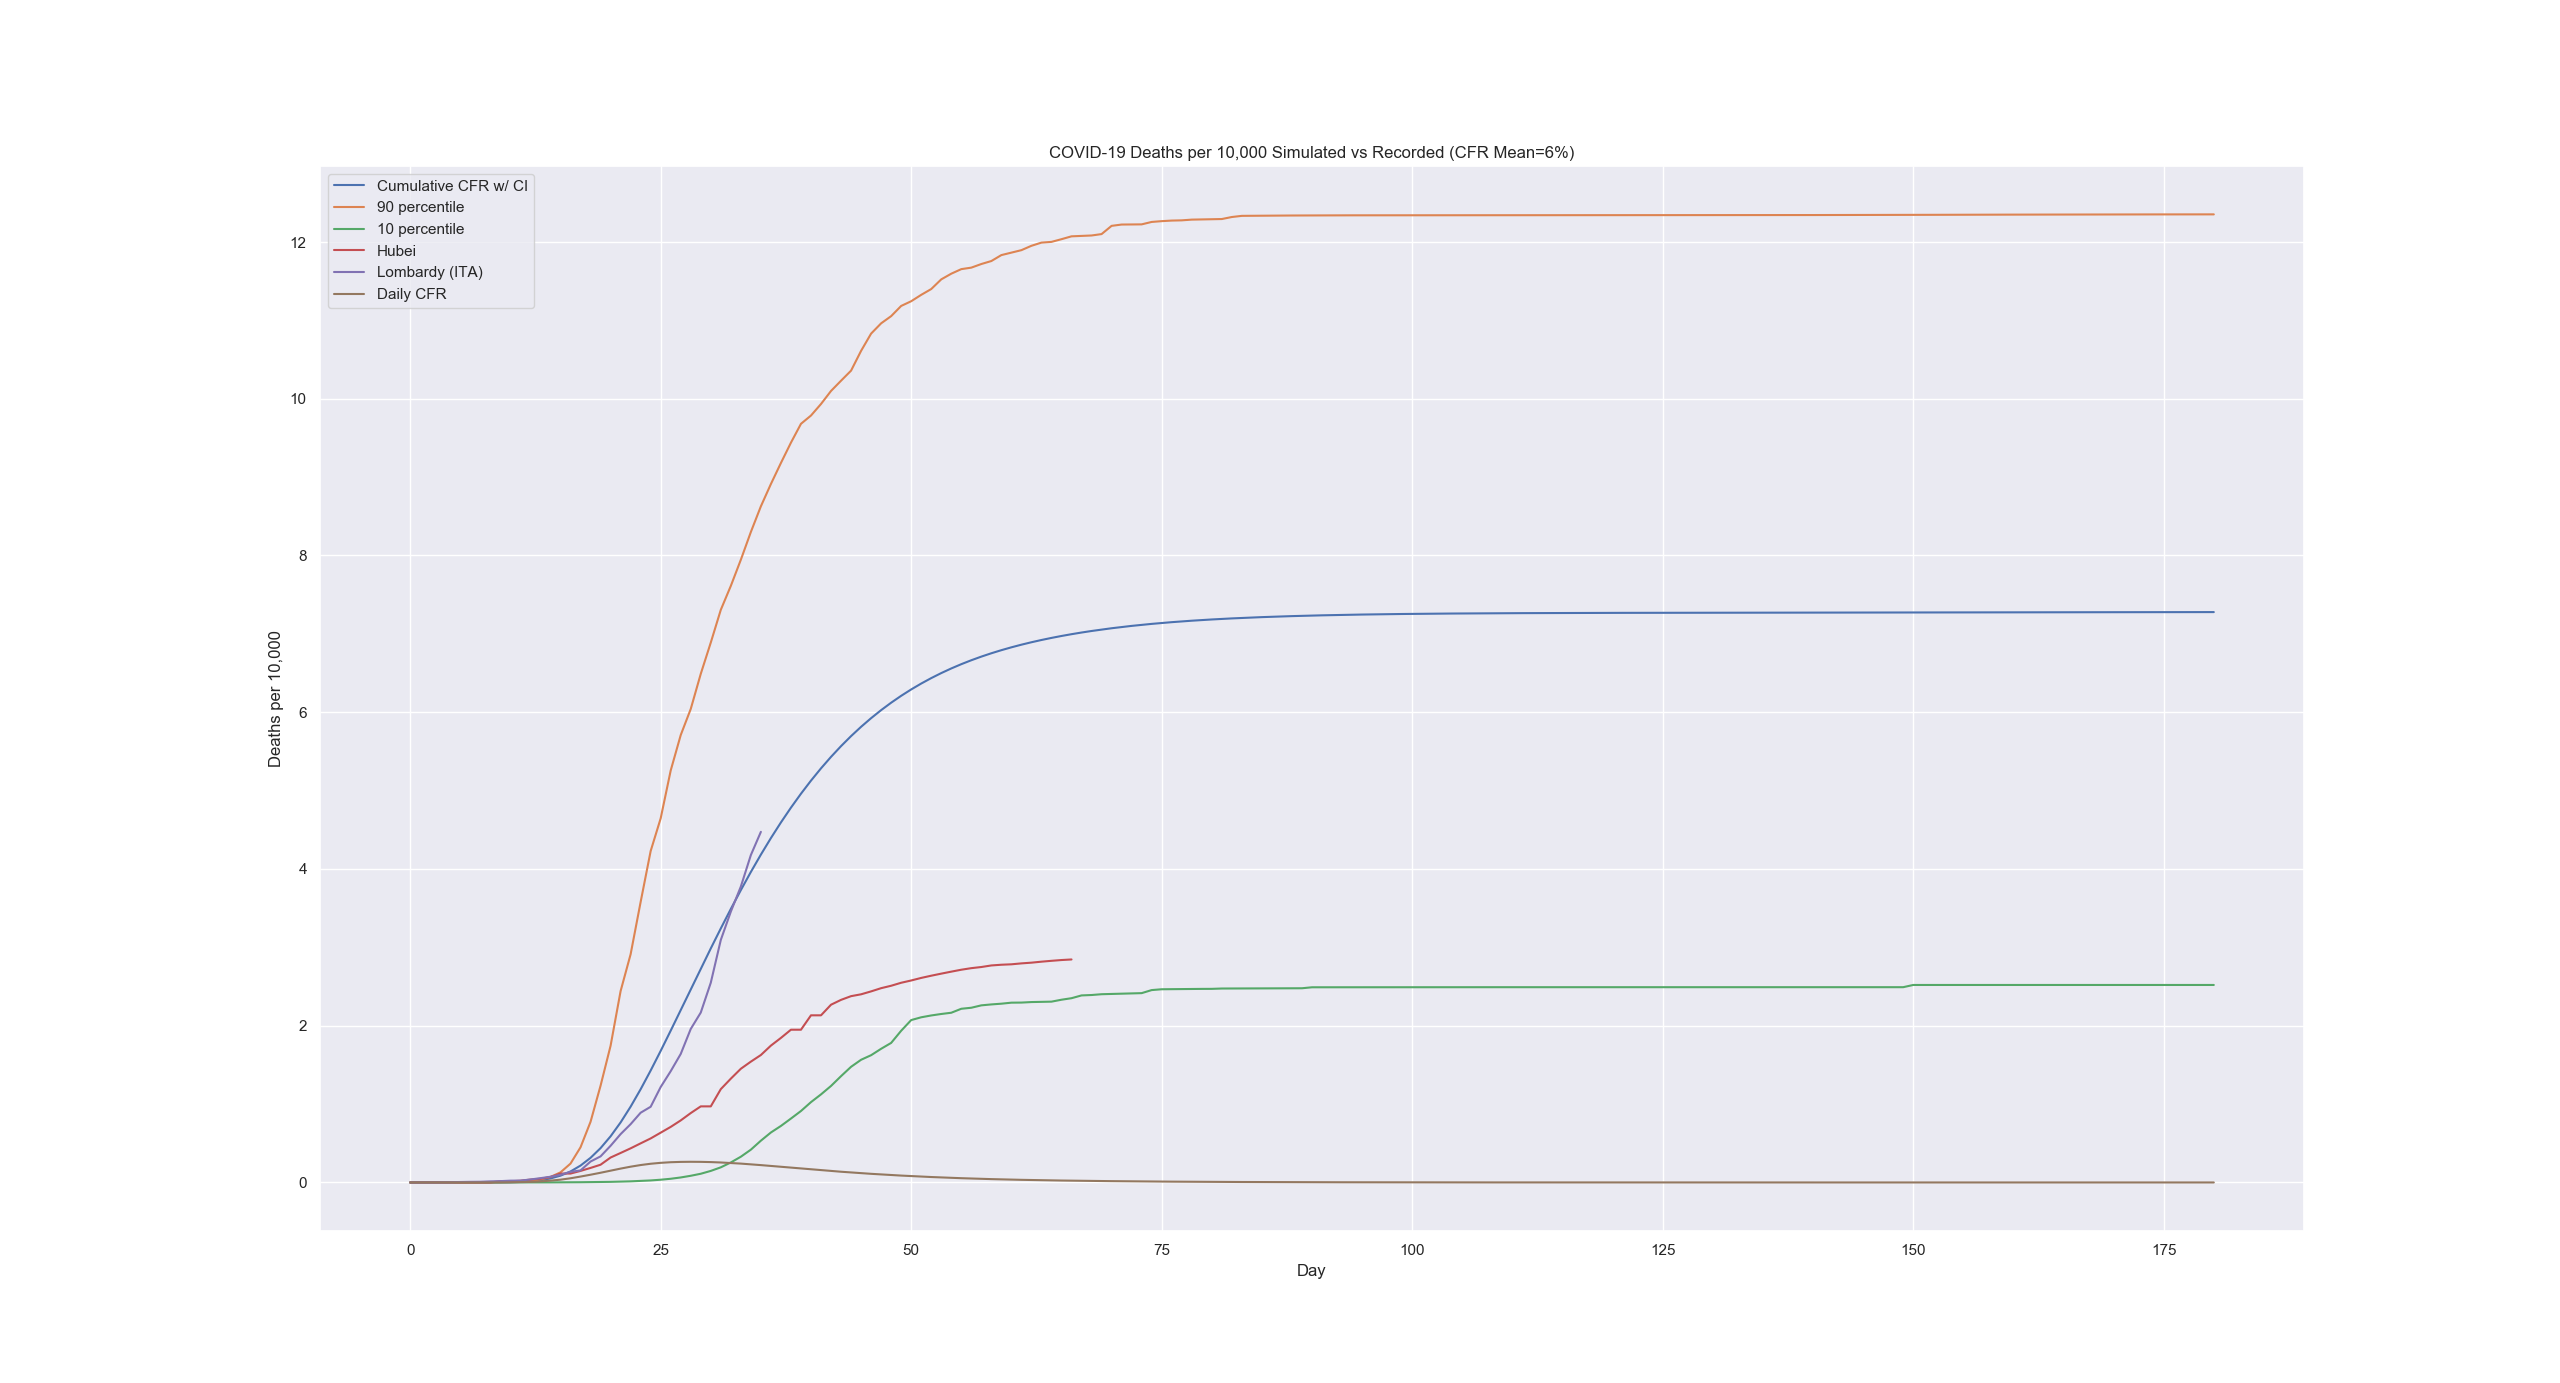 COVID-19 Deaths per 10,000 Simulated vs Recorded (CFR Mean=6%)
Cumulative CFR w/ CI
90 percentile
10 percentile
Hubei
Lombardy (ITA)
Daily CFR
12
10
8
6
4
2
0
Deaths per 10,000
0 25 50 75 100 125 150 175
Day